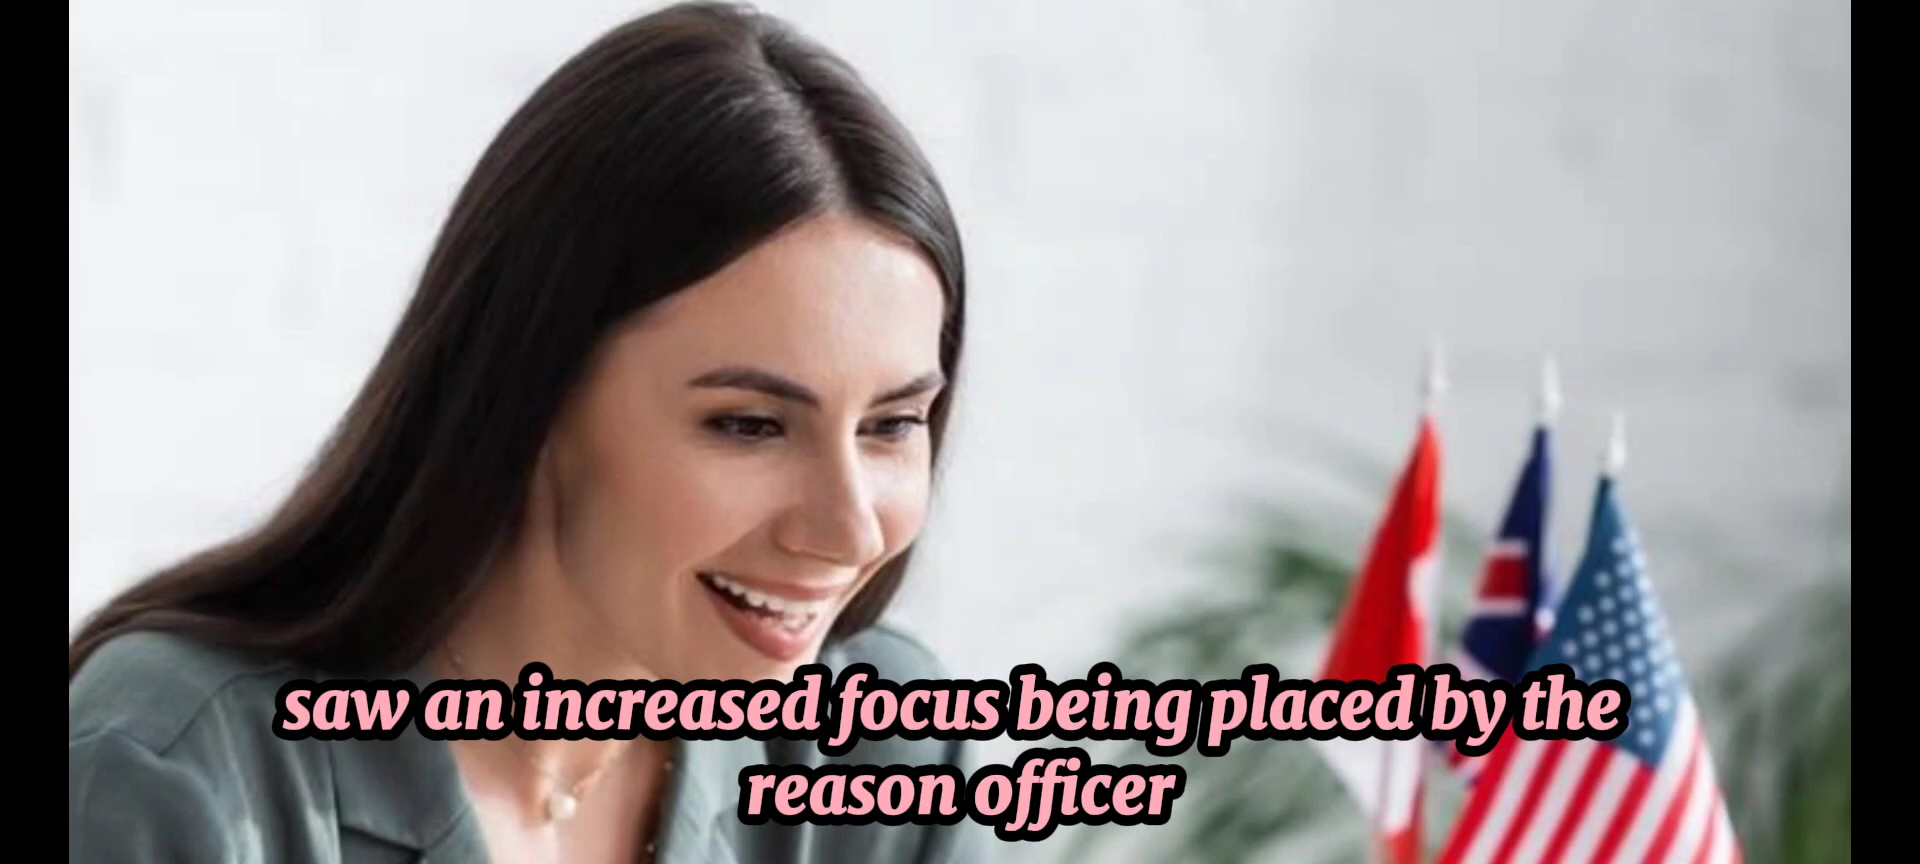 saw an increased focus being placed by the
reason officer